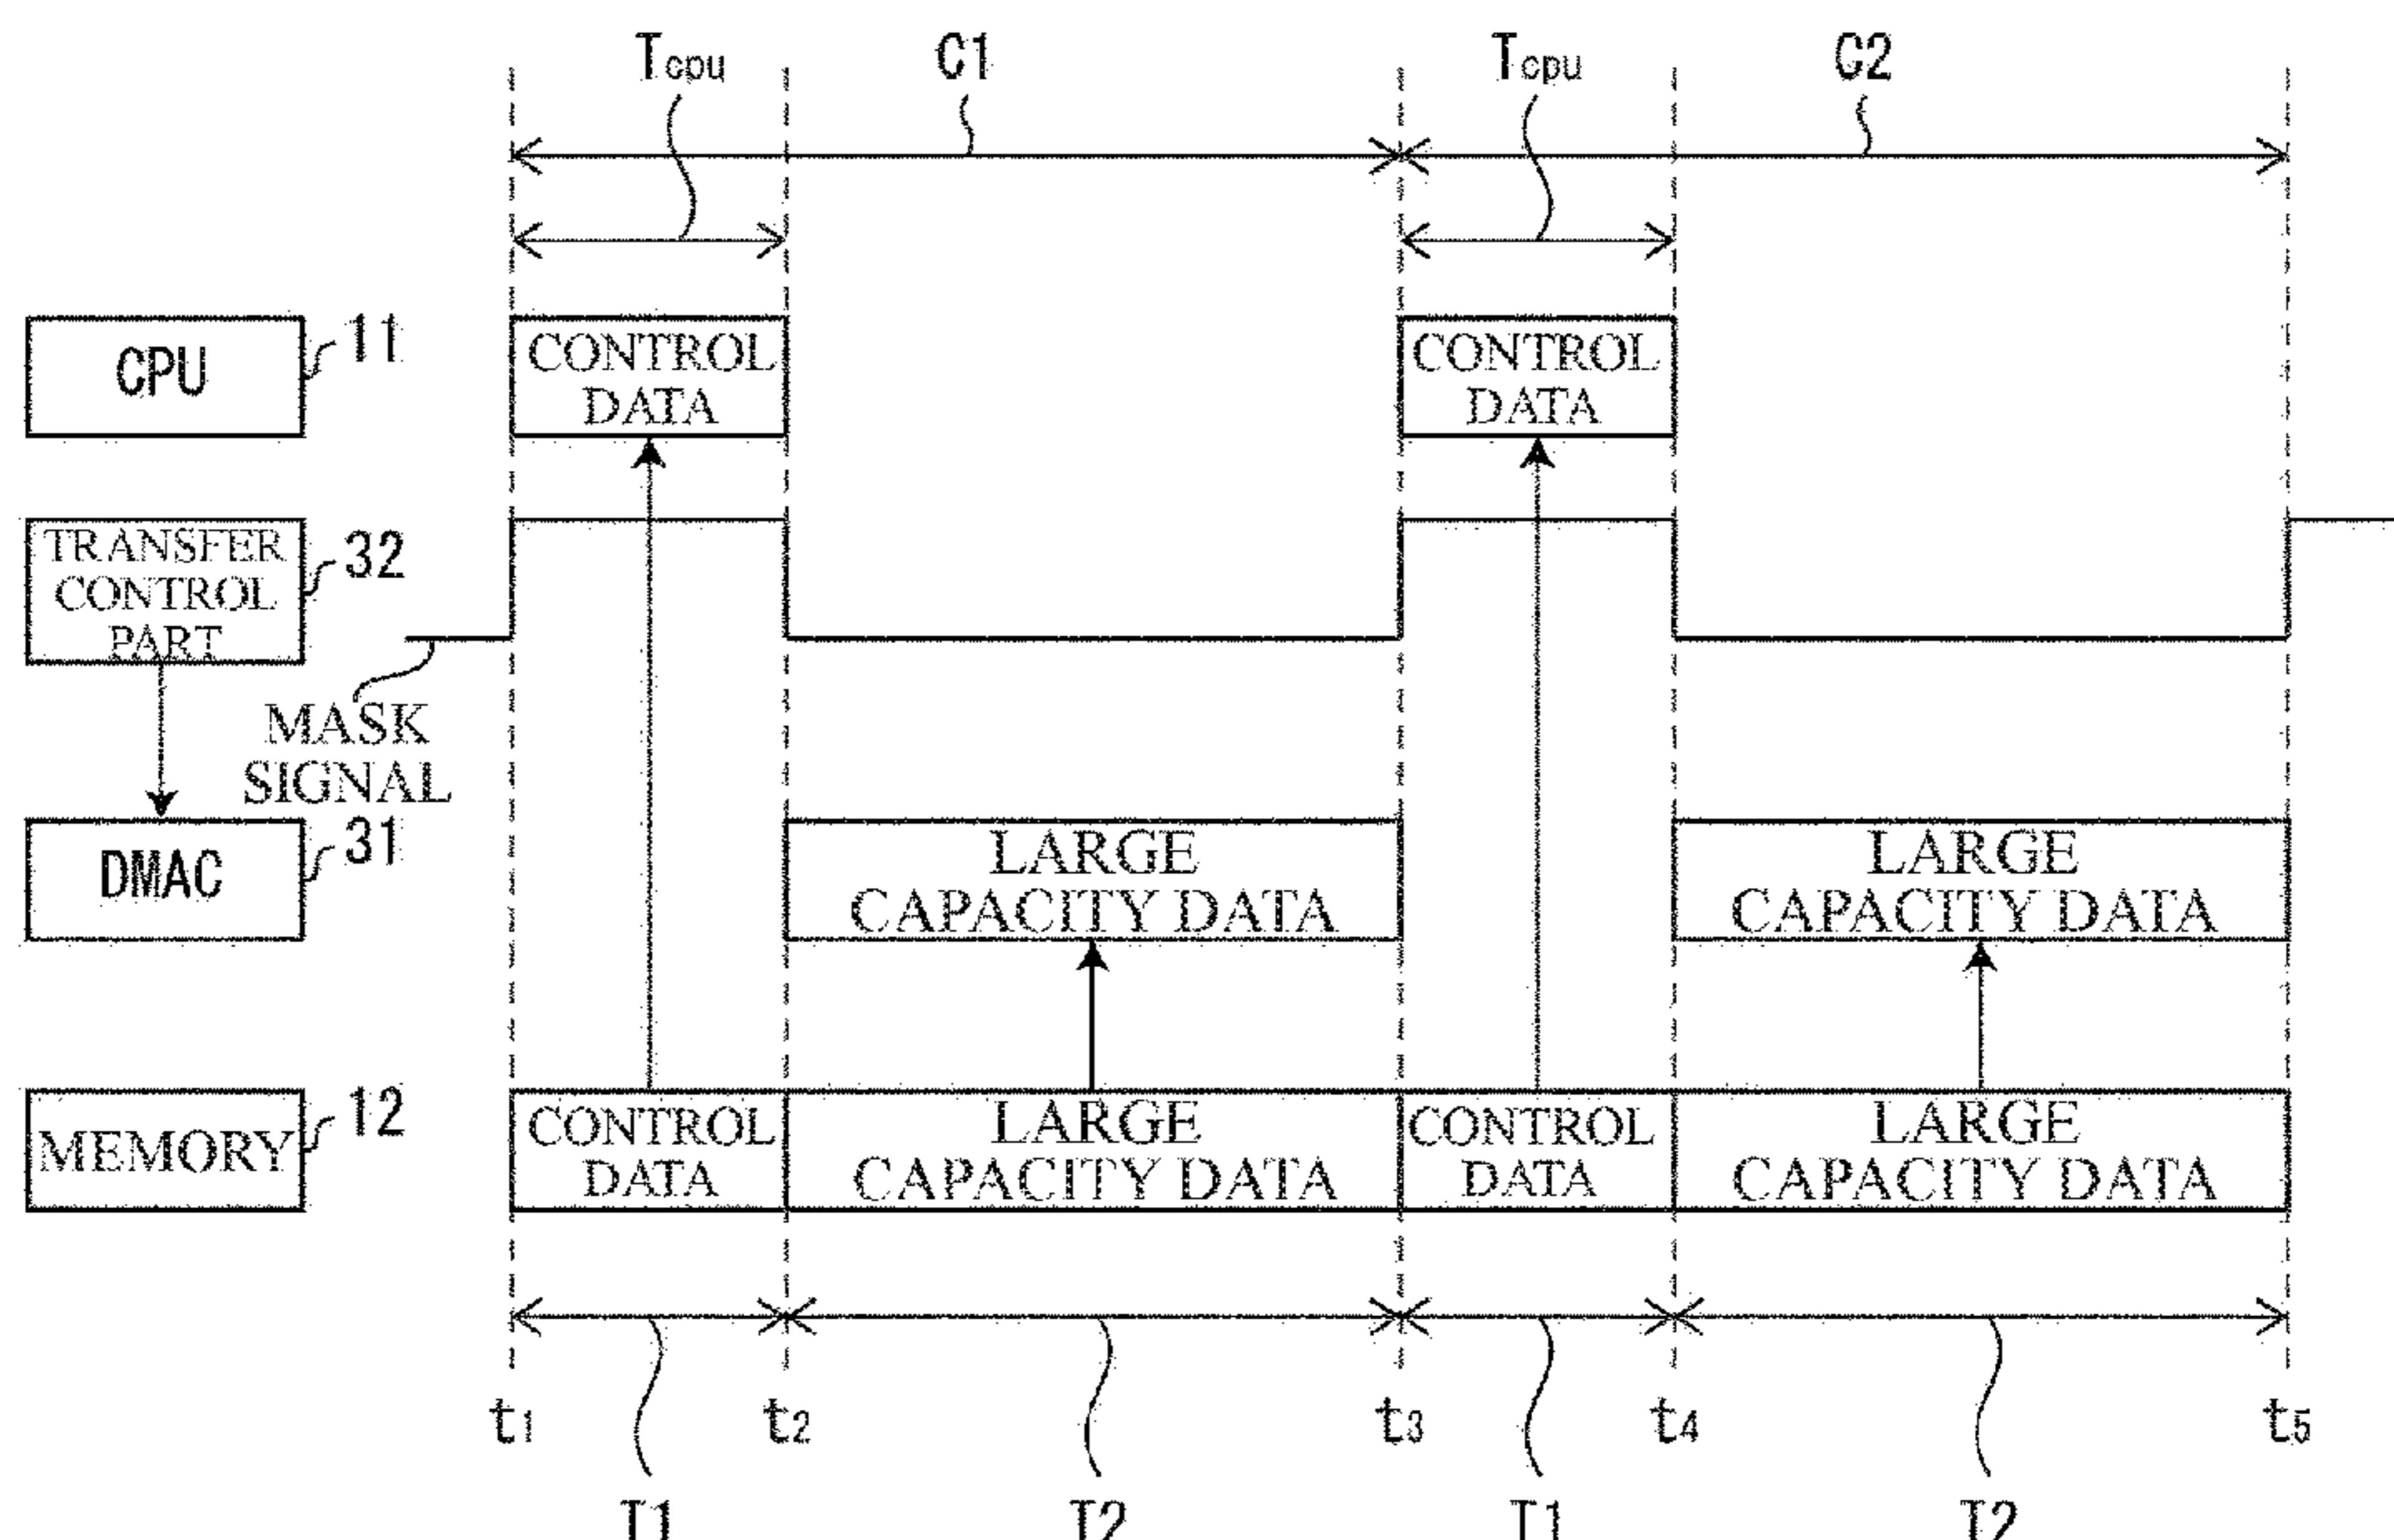 Tcpu C1 Tcpu C2
CPU 11
CONTROL
DATA
CONTROL
DATA
TRANSFER
CONTROL
PART
32
MASK
SIGNAL
DMAC 31
LARGE
CAPACITY DATA
LARGE
CAPACITY DATA
MEMORY 12
CONTROL
DATA
LARGE
CAPACITY DATA
CONTROL
DATA
LARGE
CAPACITY DATA
t1 t2 t3 t4 t5
T1 T2 T1 T2